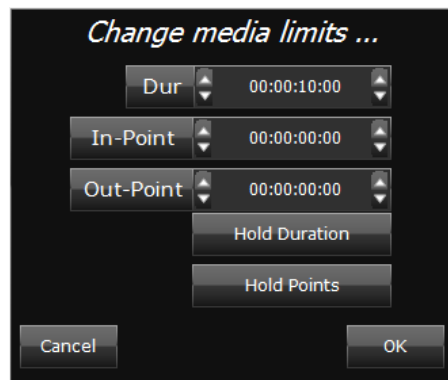 Change media limits ...
Dur 00:00:10:00
In-Point 00:00:00:00
Out-Point 00:00:00:00
Hold Duration
Hold Points
Cancel OK